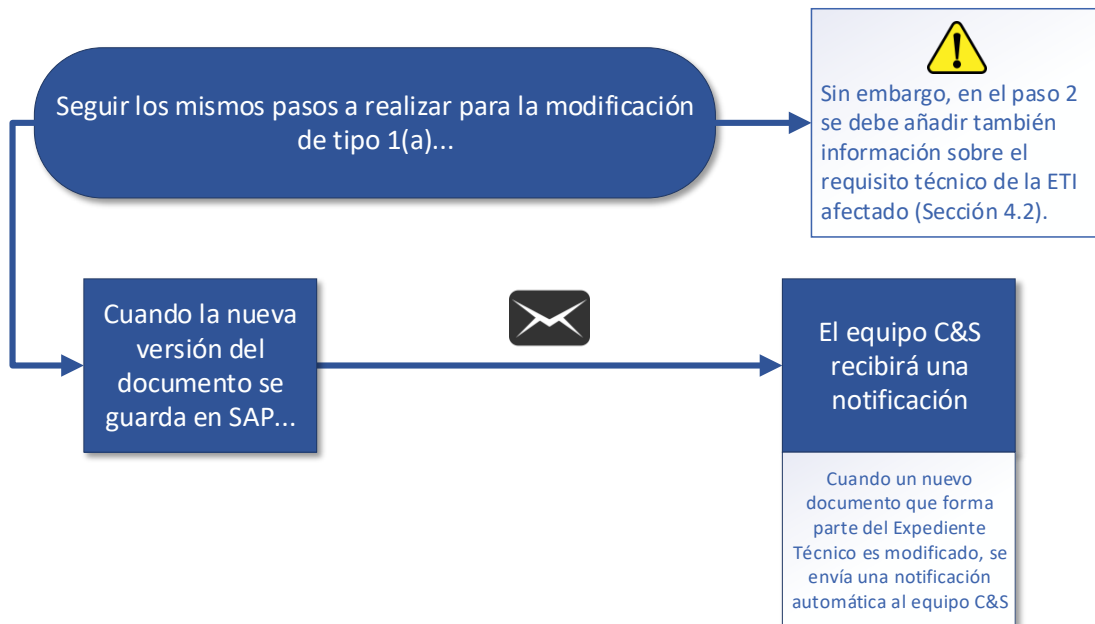 Seguir los mismos pasos a realizar para la modificación
de tipo 1(a)...
Sin embargo, en el paso 2
se debe añadir también
información sobre el
requisito técnico de la ETI
afectado (Sección 4.2).
Cuando la nueva
versión del
documento se
guarda en SAP...
El equipo C&S
recibirá una
notificación
Cuando un nuevo
documento que forma
parte del Expediente
Técnico es modificado, se
envía una notificación
automática al equipo C&S